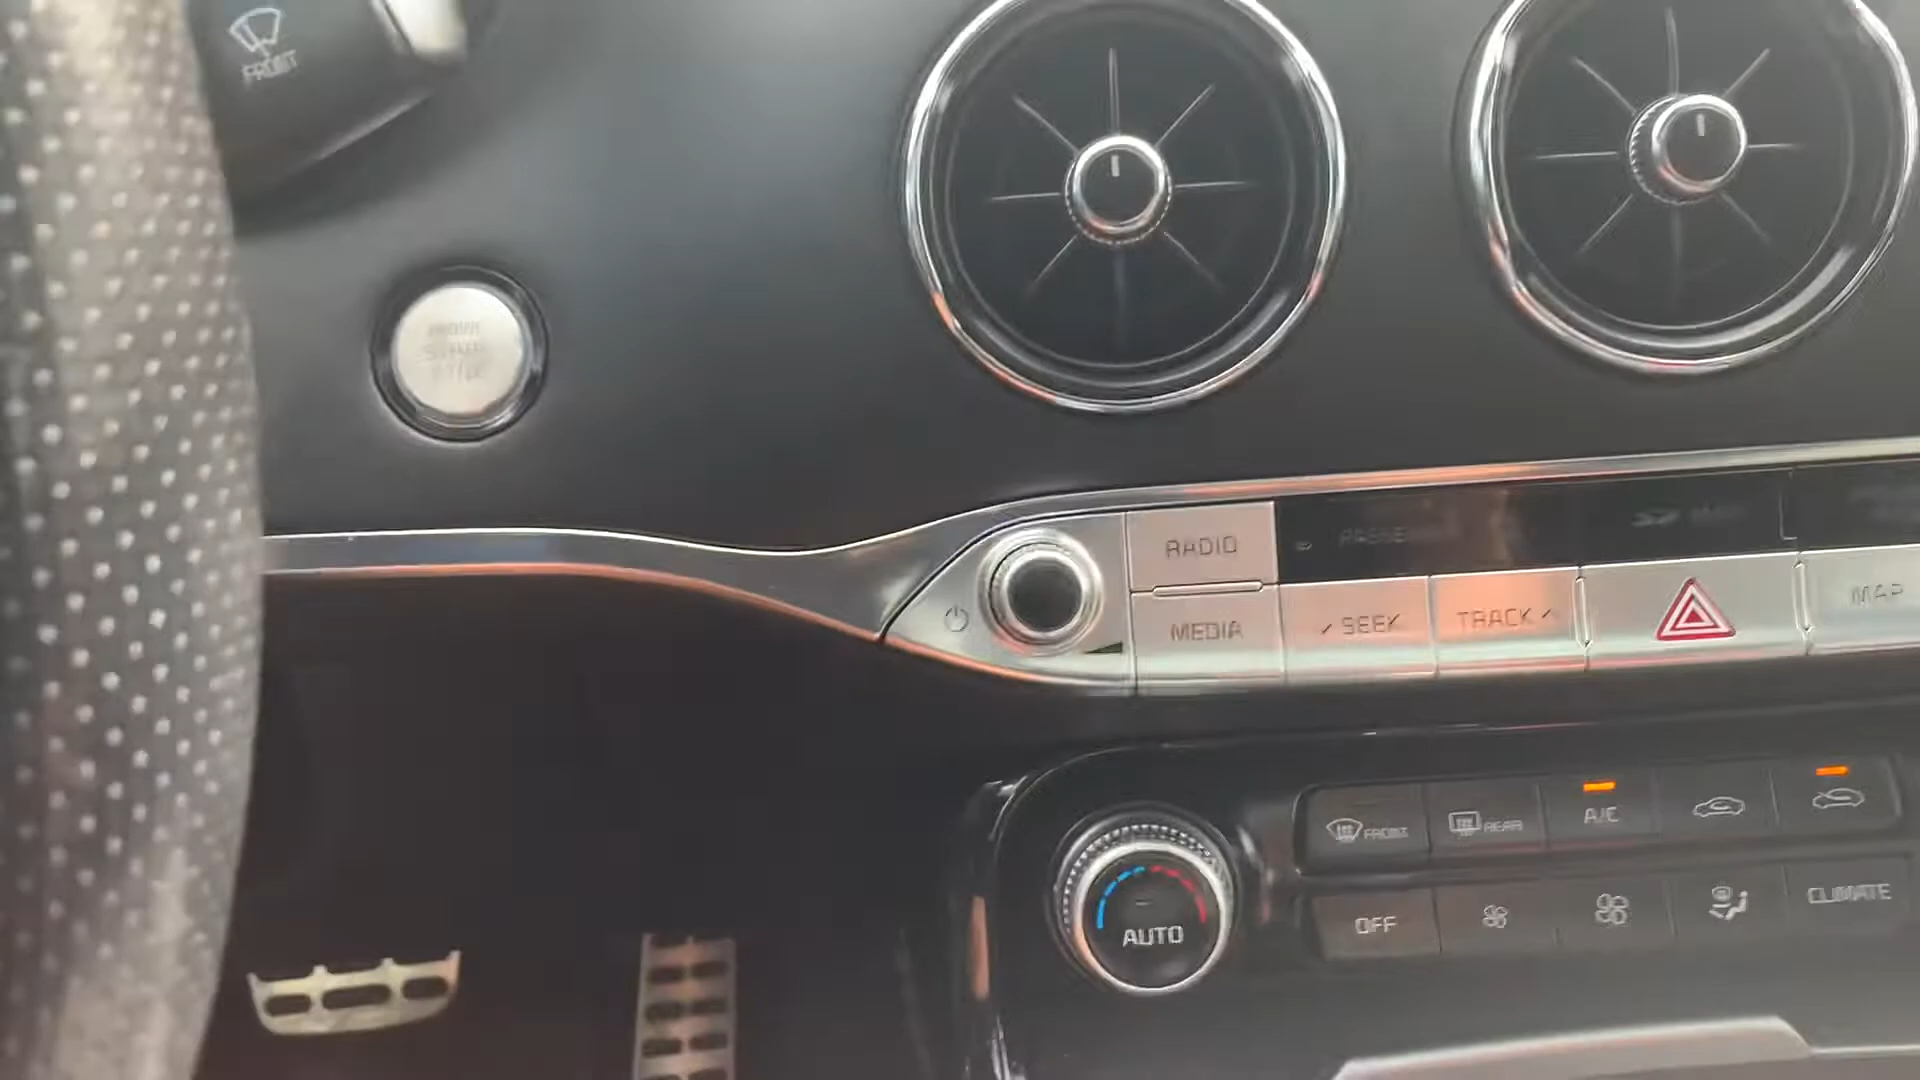 FRONT
RADIO
MEDIA
SEEK
TRACK
MAP
FRONT
REAR
A/C
AUTO
OFF
CLIMATE